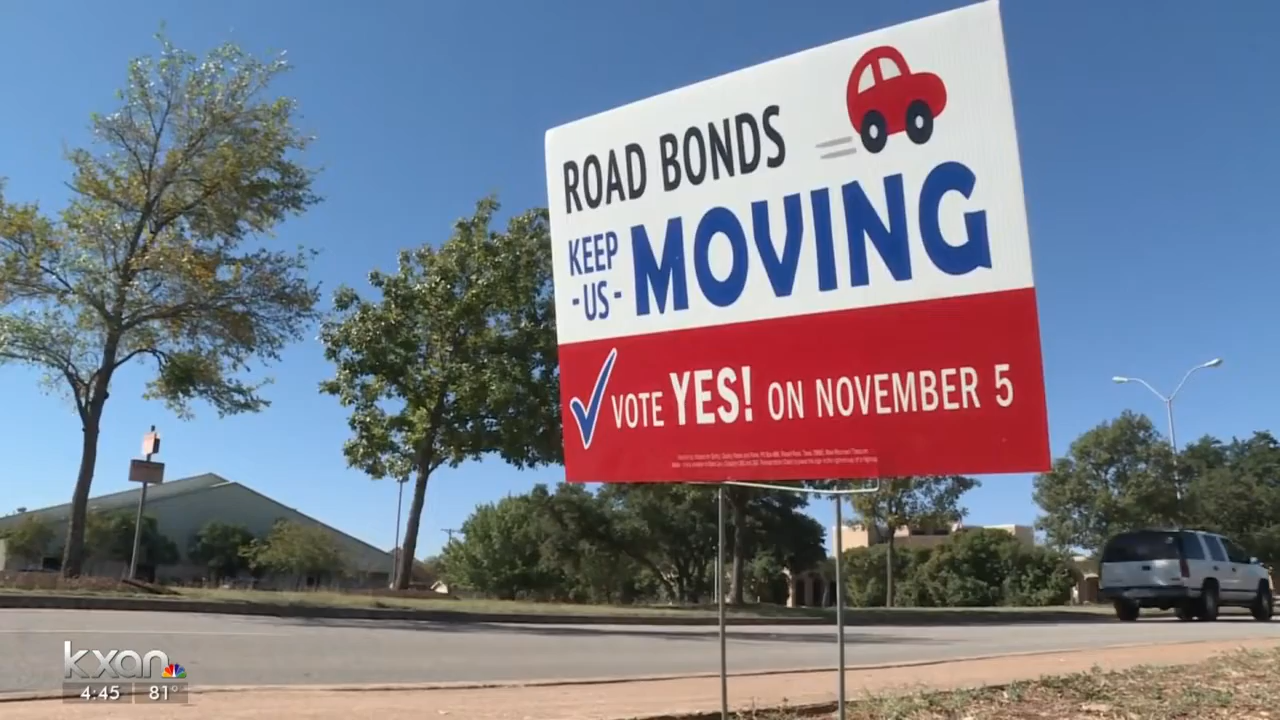 ROAD BONDS
KEEP
-US-
MOVING
VOTE YES! ON NOVEMBER 5
kxan
4:45 81°